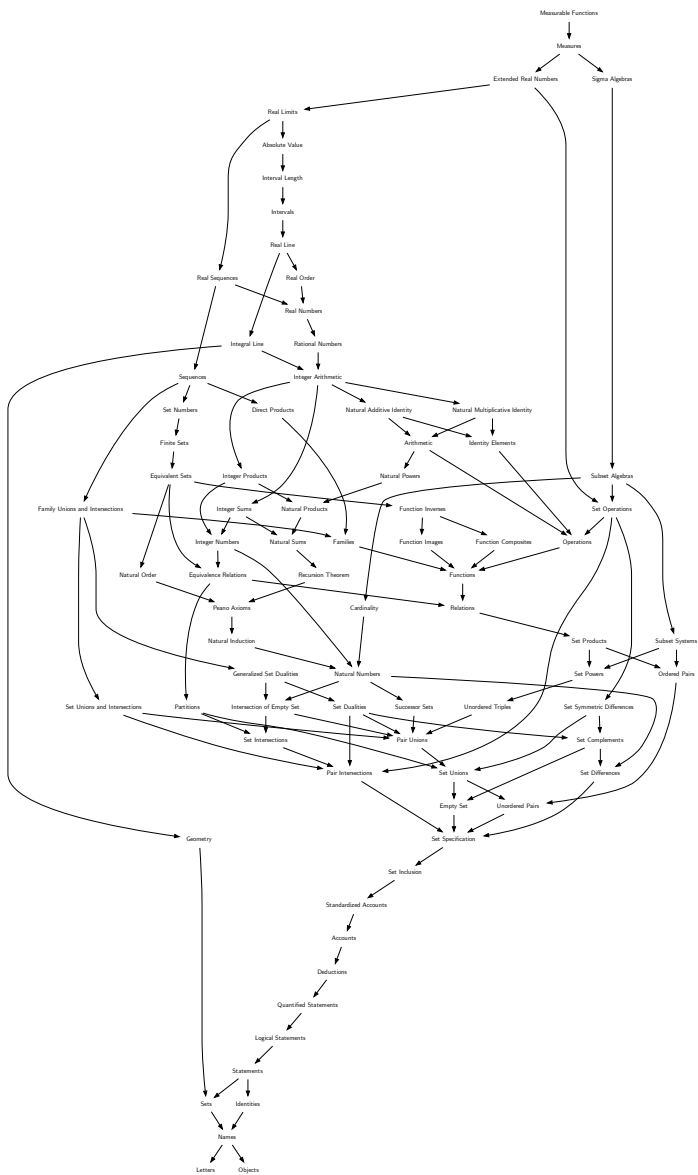 Measurable Functions
Measures
Extended Real Numbers
Sigma Algebras
Real Limits
Absolute Value
Interval Length
Intervals
Real Line
Real Sequences
Real Order
Real Numbers
Integral Line
Rational Numbers
Sequences
Integer Arithmetic
Set Numbers
Direct Products
Natural Additive Identity
Natural Multiplicative Identity
Finite Sets
Arithmetic
Identity Elements
Equivalent Sets
Integer Products
Natural Powers
Subset Algebras
Family Unions and Intersections
Integer Sums
Natural Products
Function Inverses
Set Operations
Integer Numbers
Natural Sums
Families
Function Images
Function Composites
Operations
Natural Order
Equivalence Relations
Recursion Theorem
Functions
Peano Axioms
Cardinality
Relations
Natural Induction
Set Products
Subset Systems
Generalized Set Dualities
Natural Numbers
Set Powers
Ordered Pairs
Set Unions and Intersections
Partitions
Intersection of Empty Set
Set Dualities
Successor Sets
Unordered Triples
Set Symmetric Differences
Set Intersections
Pair Unions
Set Complements
Pair Intersections
Set Unions
Set Differences
Empty Set
Unordered Pairs
Geometry
Set Specification
Set Inclusion
Standardized Accounts
Accounts
Deductions
Quantified Statements
Logical Statements
Statements
Sets
Identities
Names
Letters
Objects